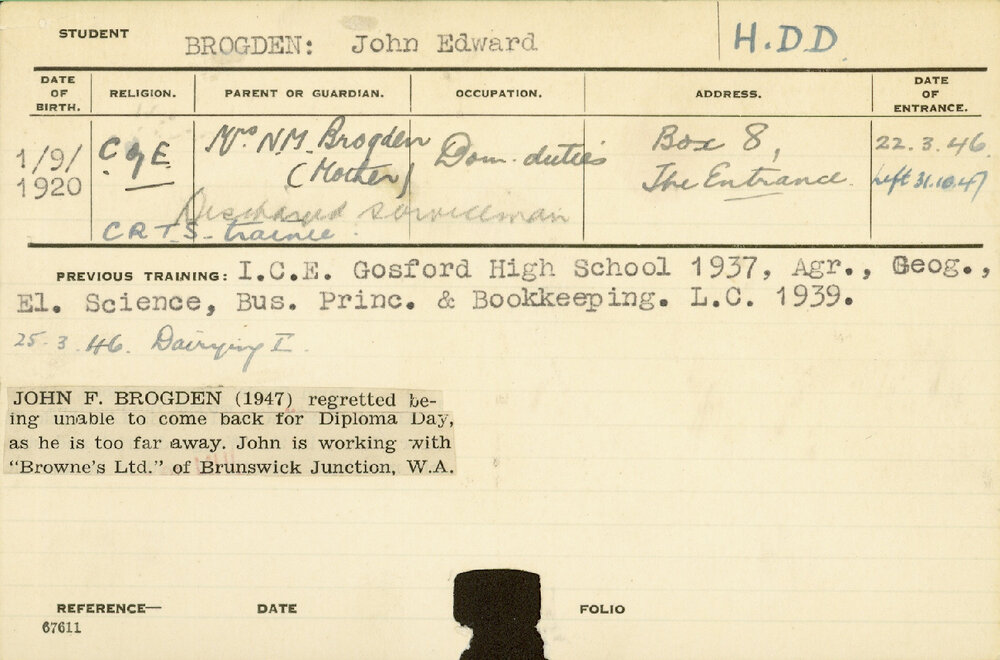 STUDENT BROGDEN: John Edward H.D.D.
DATE OF BIRTH. RELIGION. PARENT OR GUARDIAN. OCCUPATION. ADDRESS. DATE OF ENTRANCE.
1/9/1920 C of E Mrs N.M. Brogden (Mother) Dom. duties Box 8, The Entrance. 22.3.46. Left 31.10.47
Discharged serviceman
C R T S - trainee.
PREVIOUS TRAINING: I.C.E. Gosford High School 1937, Agr., Geog.,
El. Science, Bus. Princ. & Bookkeeping. L.C. 1939.
25.3.46. Dairying I.
JOHN F. BROGDEN (1947) regretted be-
ing unable to come back for Diploma Day,
as he is too far away. John is working with
"Browne's Ltd." of Brunswick Junction, W.A.
REFERENCE— DATE FOLIO
67611